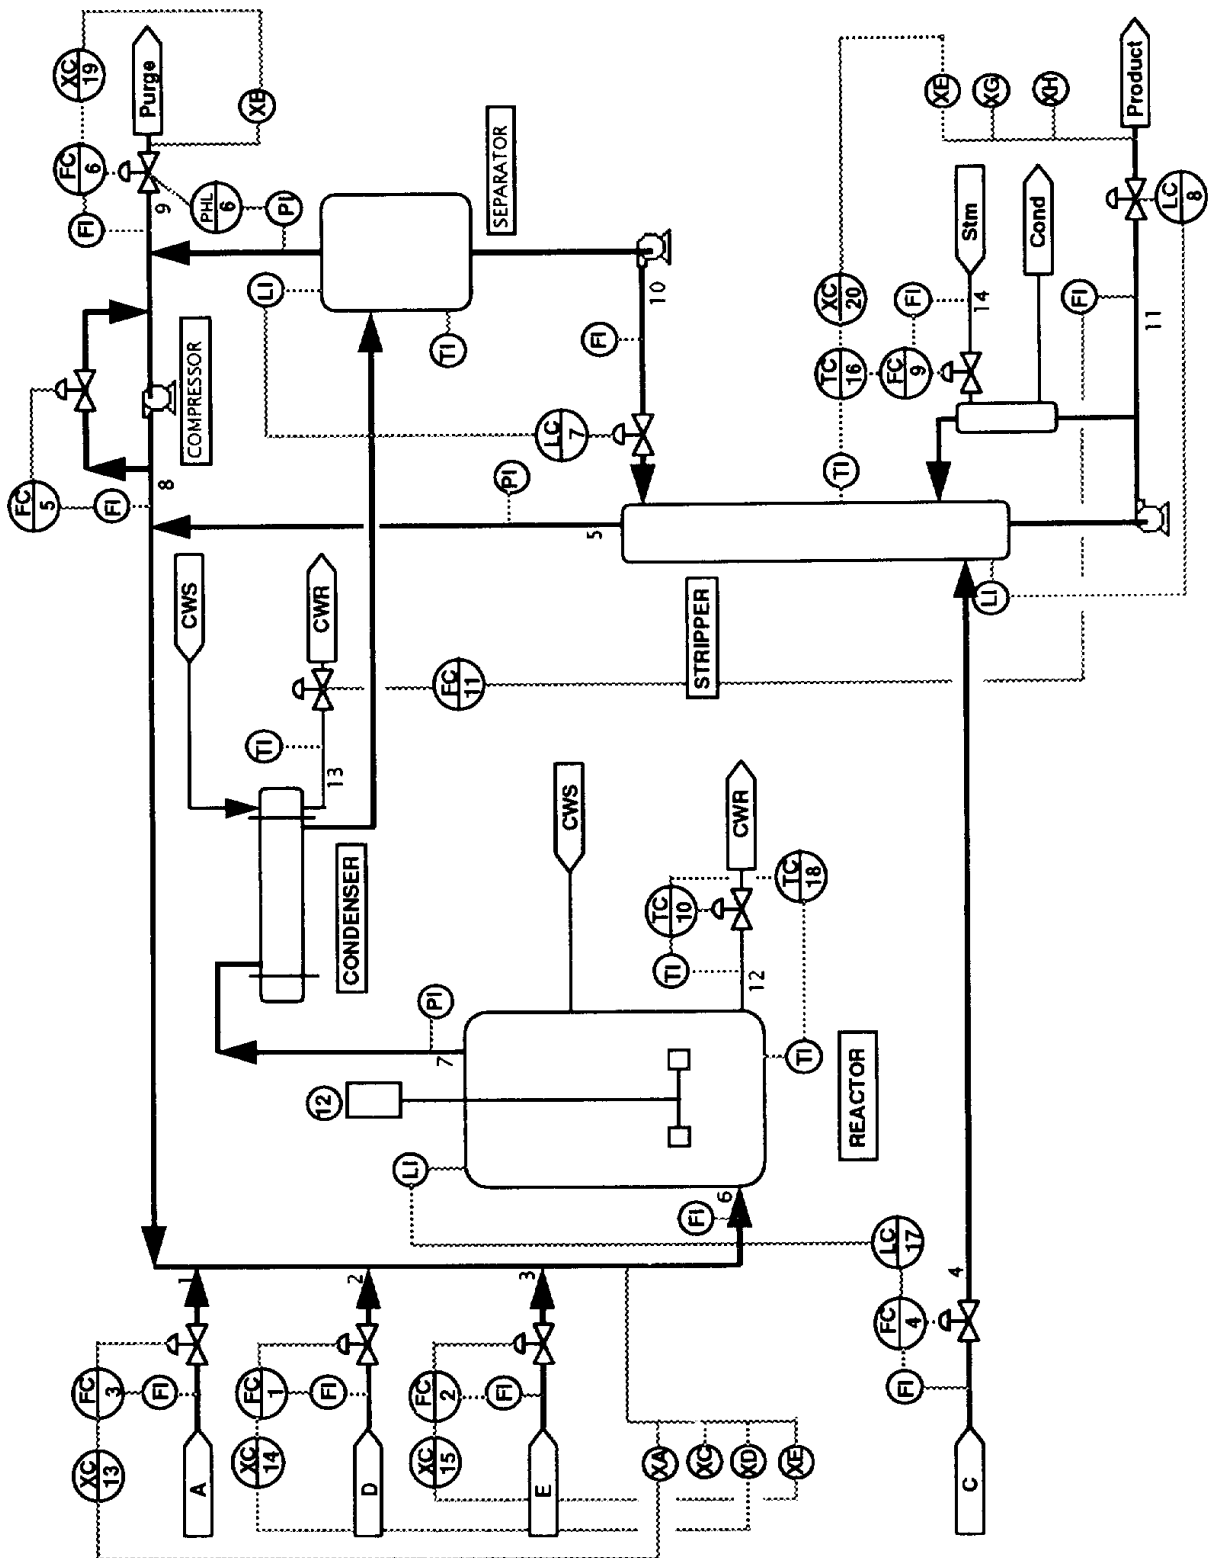 FC
5
XC
13
FC
3
XC
19
FC
6
FI
FI
XC
14
FC
1
FI
A
1
8
Purge
9
CWS
COMPRESSOR
PHL
6
XB
LI
TI
PI
12
CWR
13
FI
D
2
CONDENSER
XC
15
FC
2
LI
PI
7
FC
11
TI
SEPARATOR
FI
E
3
PI
LC
7
CWS
5
FI
10
XA
FI
6
TI
TC
10
STRIPPER
XC
CWR
XD
12
XE
TI
TC
18
TI
TC
16
XC
20
REACTOR
FC
4
LC
17
FI
FC
9
FI
XE
C
4
Stm
14
LI
XG
Cond
XH
FI
11
Product
LC
8